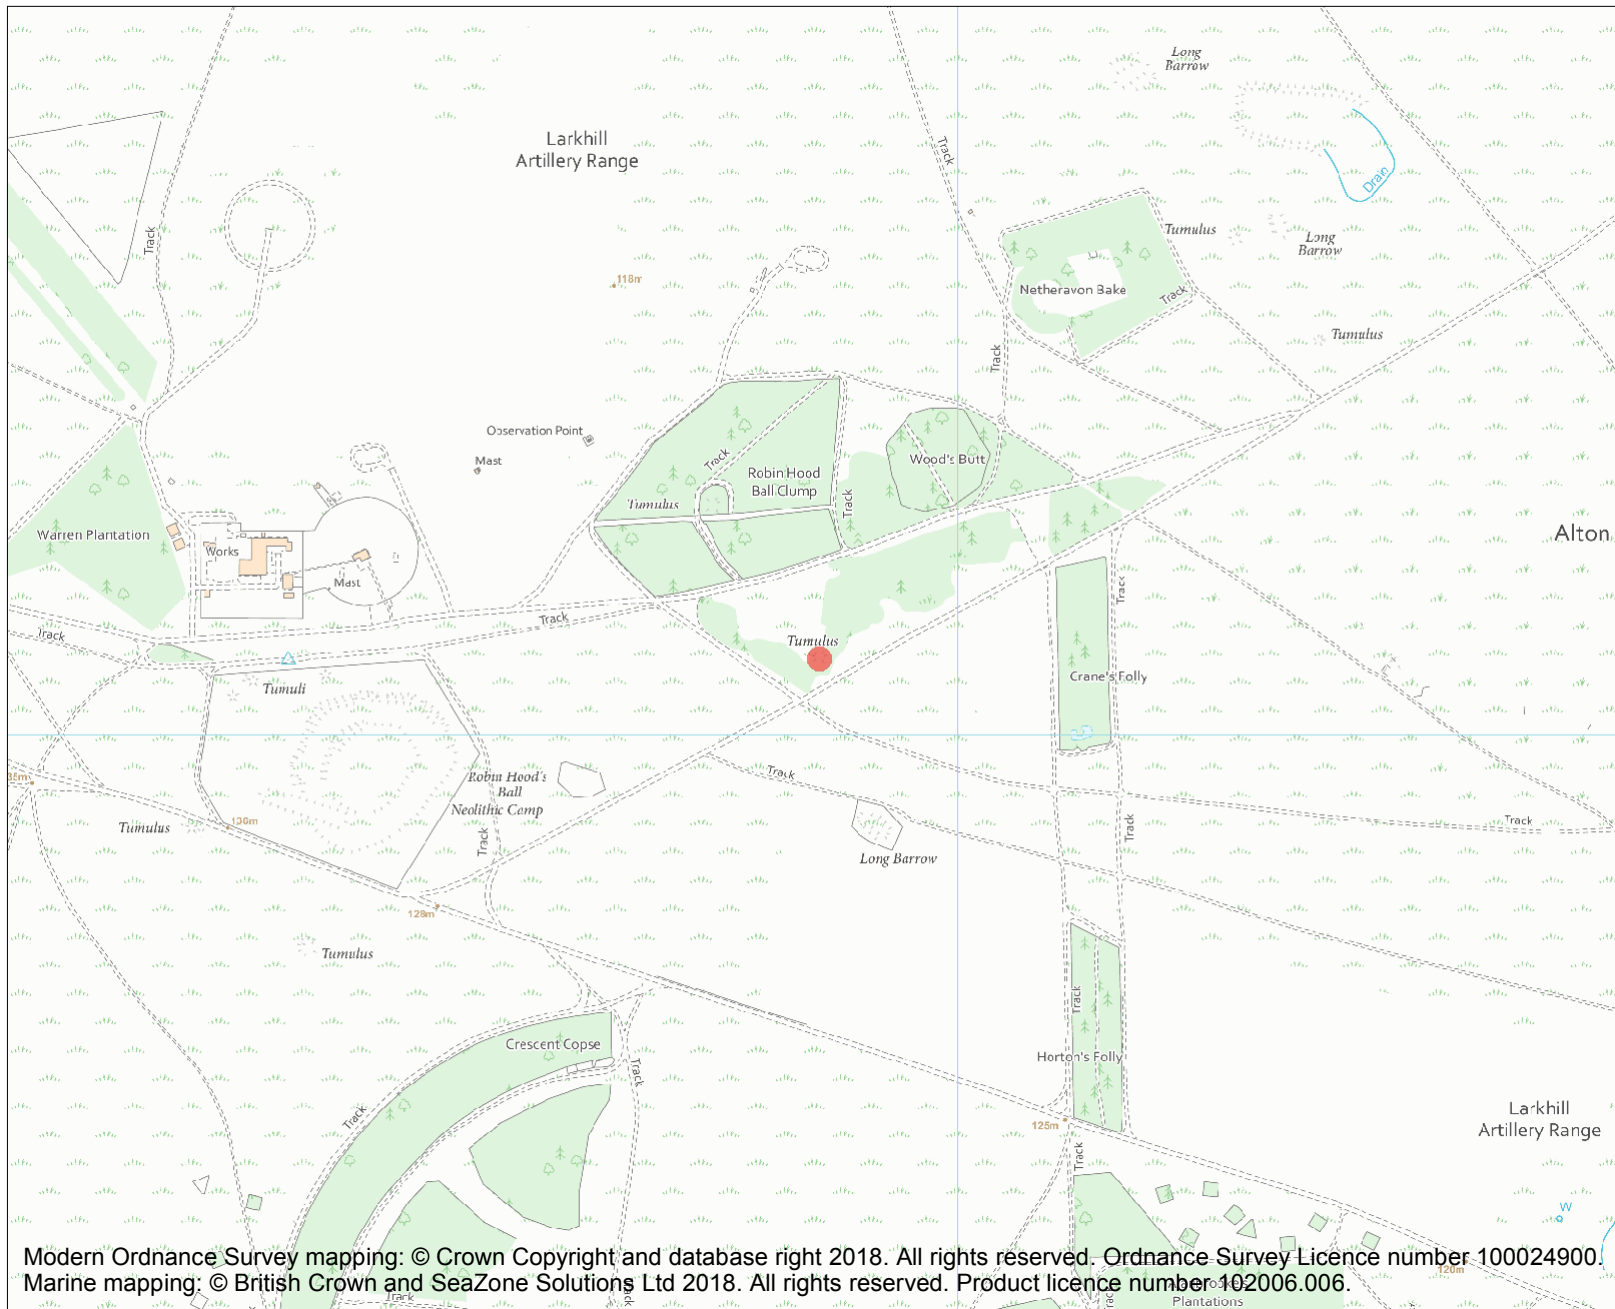 Long
Barrow
Larkhill
Artillery Range
Track
Drain
Track
Tumulus
Long
Barrow
118m
Netheravon Bake
Track
Tumulus
Track
Observation Point
Mast
Track
Robin Hood
Ball Clump
Wood's Butt
Tumulus
Track
Warren Plantation
Works
Mast
Alton
Track
Track
Track
Tumulus
Crane's Folly
Tumuli
Robin Hood's
Ball
Neolithic Camp
Track
Tumulus
130m
Track
Track
Track
Long Barrow
128m
Tumulus
Track
Crescent Copse
Track
Track
Horton's Folly
125m
Larkhill
Artillery Range
Track
W
Modern Ordnance Survey mapping: © Crown Copyright and database right 2018. All rights reserved. Ordnance Survey Licence number 100024900.
Marine mapping: © British Crown and SeaZone Solutions Ltd 2018. All rights reserved. Product licence number 102006.006.
120m
Track
Plantations